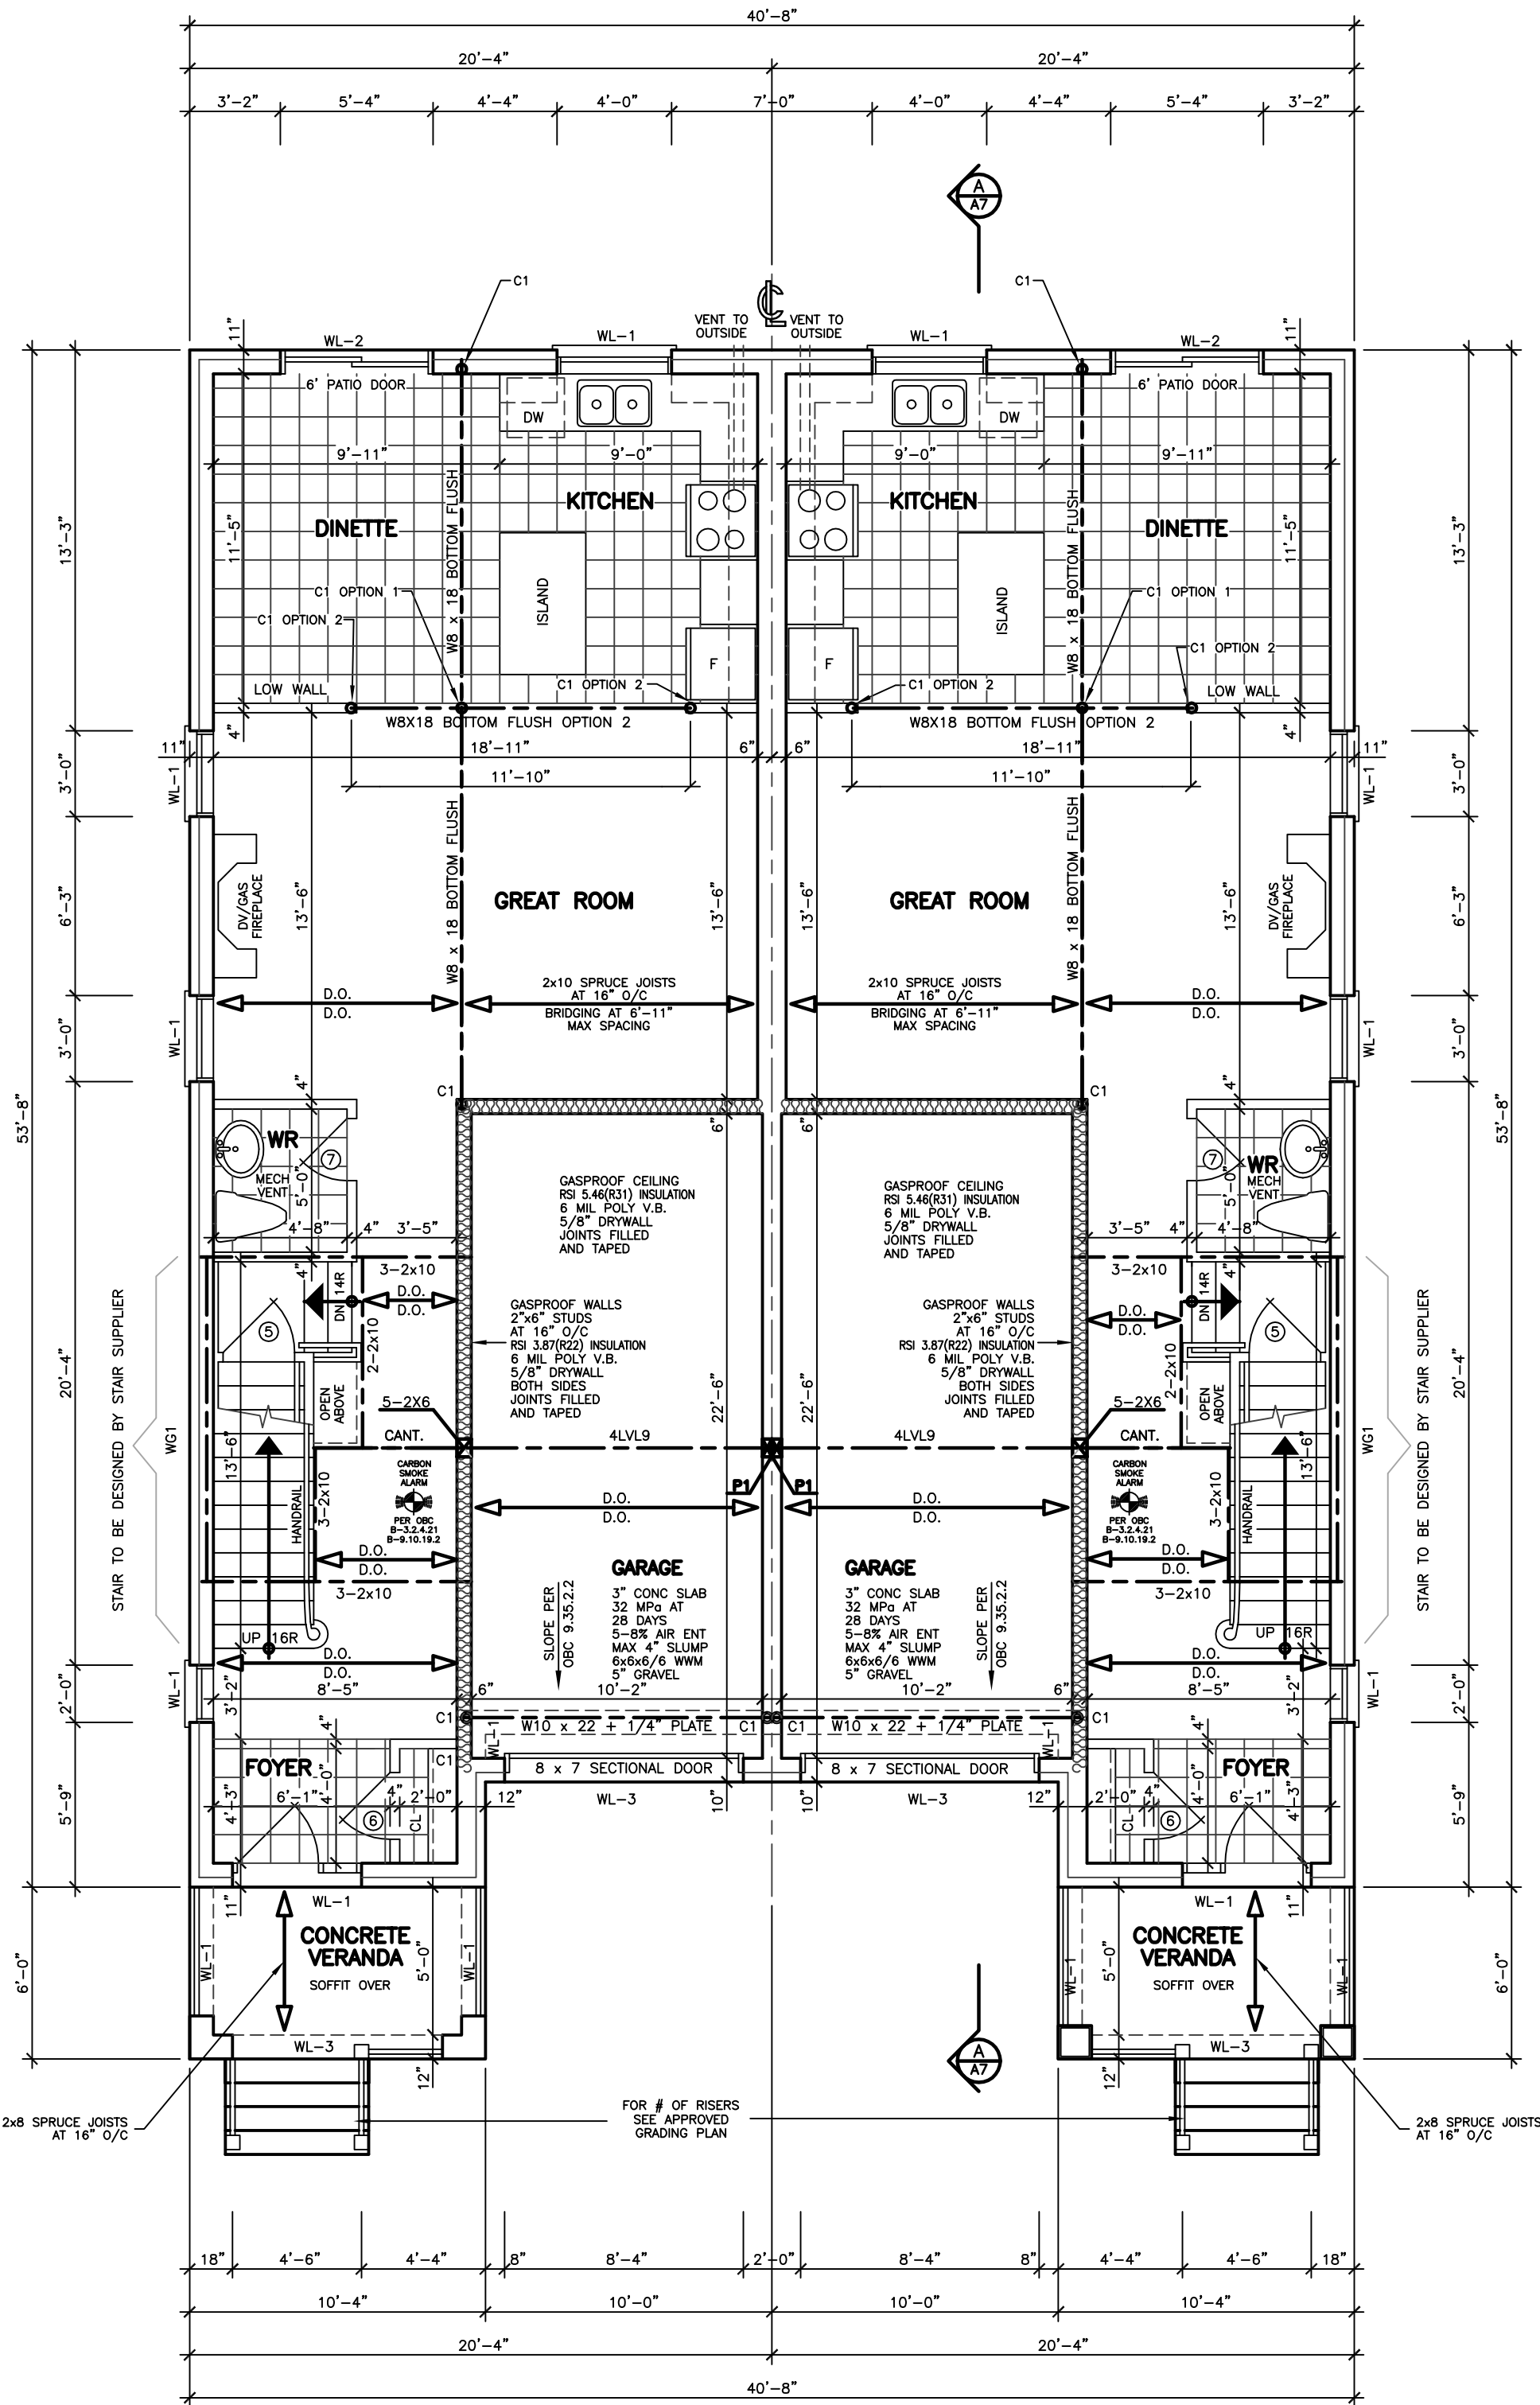 40'-8"
20'-4" 20'-4"
3'-2" 5'-4" 4'-4" 4'-0" 7'-0" 4'-0" 4'-4" 5'-4" 3'-2"
A
A7
C1 C1
CL
VENT TO
OUTSIDE
VENT TO
OUTSIDE
11" WL-2 WL-1 WL-1 WL-2 11"
6' PATIO DOOR 6' PATIO DOOR
DW DW
9'-11" 9'-0" 9'-0" 9'-11"
KITCHEN KITCHEN
DINETTE DINETTE
13'-3" 11'-5" 11'-5" 13'-3"
W8 x 18 BOTTOM FLUSH W8 x 18 BOTTOM FLUSH
C1 OPTION 1 C1 OPTION 1
ISLAND ISLAND
C1 OPTION 2 C1 OPTION 2
F F
C1 OPTION 2 C1 OPTION 2
LOW WALL LOW WALL
W8X18 BOTTOM FLUSH OPTION 2 W8X18 BOTTOM FLUSH OPTION 2
4" 4"
11" 18'-11" 6" 6" 18'-11" 11"
11'-10" 11'-10"
3'-0" WL-1 WL-1 3'-0"
W8 x 18 BOTTOM FLUSH W8 x 18 BOTTOM FLUSH
6'-3" DV/GAS
FIREPLACE 13'-6" GREAT ROOM 13'-6" 13'-6" GREAT ROOM 13'-6" DV/GAS
FIREPLACE 6'-3"
2x10 SPRUCE JOISTS
AT 16" O/C
BRIDGING AT 6'-11"
MAX SPACING
2x10 SPRUCE JOISTS
AT 16" O/C
BRIDGING AT 6'-11"
MAX SPACING
D.O.
D.O.
D.O.
D.O.
3'-0" WL-1 WL-1 3'-0"
53'-8" 53'-8"
4" C1 C1 4"
6" 6"
WR
MECH
VENT
7
5'-0"
WR
MECH
VENT
7
5'-0"
4'-8" 4" 3'-5" 3'-5" 4" 4'-8"
GASPROOF CEILING
RSI 5.46(R31) INSULATION
6 MIL POLY V.B.
5/8" DRYWALL
JOINTS FILLED
AND TAPED
GASPROOF CEILING
RSI 5.46(R31) INSULATION
6 MIL POLY V.B.
5/8" DRYWALL
JOINTS FILLED
AND TAPED
4" 3-2x10 3-2x10 4"
DN 14R D.O.
D.O.
D.O.
D.O. DN 14R
5 5
2-2x10 2-2x10
GASPROOF WALLS
2"x6" STUDS
AT 16" O/C
RSI 3.87(R22) INSULATION
6 MIL POLY V.B.
5/8" DRYWALL
BOTH SIDES
JOINTS FILLED
AND TAPED
GASPROOF WALLS
2"x6" STUDS
AT 16" O/C
RSI 3.87(R22) INSULATION
6 MIL POLY V.B.
5/8" DRYWALL
BOTH SIDES
JOINTS FILLED
AND TAPED
22'-6" 22'-6"
20'-4" 20'-4"
STAIR TO BE DESIGNED BY STAIR SUPPLIER STAIR TO BE DESIGNED BY STAIR SUPPLIER
OPEN
ABOVE
OPEN
ABOVE
5-2X6 5-2X6
WG1 CANT. 4LVL9 4LVL9 CANT. WG1
13'-6" 13'-6"
P1 P1
HANDRAIL 3-2x10 3-2x10 HANDRAIL
CARBON
SMOKE
ALARM
PER OBC
B-3.2.4.21
B-9.10.19.2
CARBON
SMOKE
ALARM
PER OBC
B-3.2.4.21
B-9.10.19.2
D.O.
D.O.
D.O.
D.O.
D.O.
D.O.
D.O.
D.O.
3-2x10 3-2x10
GARAGE
3" CONC SLAB
32 MPa AT
28 DAYS
5-8% AIR ENT
MAX 4" SLUMP
6x6x6/6 WWM
5" GRAVEL
GARAGE
3" CONC SLAB
32 MPa AT
28 DAYS
5-8% AIR ENT
MAX 4" SLUMP
6x6x6/6 WWM
5" GRAVEL
SLOPE PER
OBC 9.35.2.2
SLOPE PER
OBC 9.35.2.2
UP 16R UP 16R
D.O.
D.O.
D.O.
D.O.
2'-0" WL-1 3'-2" 8'-5" 6" 10'-2" 10'-2" 6" 8'-5" 3'-2" WL-1 2'-0"
C1 W10 x 22 + 1/4" PLATE C1 C1 W10 x 22 + 1/4" PLATE C1
WL-1 WL-1
4" C1 4"
FOYER 8 x 7 SECTIONAL DOOR 8 x 7 SECTIONAL DOOR FOYER
4'-0" 4'-0"
5'-9" 4'-3" 6'-1" 4" 2'-0" 12" WL-3 10" 10" WL-3 12" 2'-0" 4" 6'-1" 4'-3" 5'-9"
6 CL CL 6
11" WL-1 WL-1 11"
CONCRETE
VERANDA
SOFFIT OVER
CONCRETE
VERANDA
SOFFIT OVER
6'-0" WL-1 5'-0" WL-1 WL-1 5'-0" WL-1 6'-0"
WL-3 WL-3
12" 12"
A
A7
2x8 SPRUCE JOISTS
AT 16" O/C
FOR # OF RISERS
SEE APPROVED
GRADING PLAN
2x8 SPRUCE JOISTS
AT 16" O/C
18" 4'-6" 4'-4" 8" 8'-4" 2'-0" 8'-4" 8" 4'-4" 4'-6" 18"
10'-4" 10'-0" 10'-0" 10'-4"
20'-4" 20'-4"
40'-8"